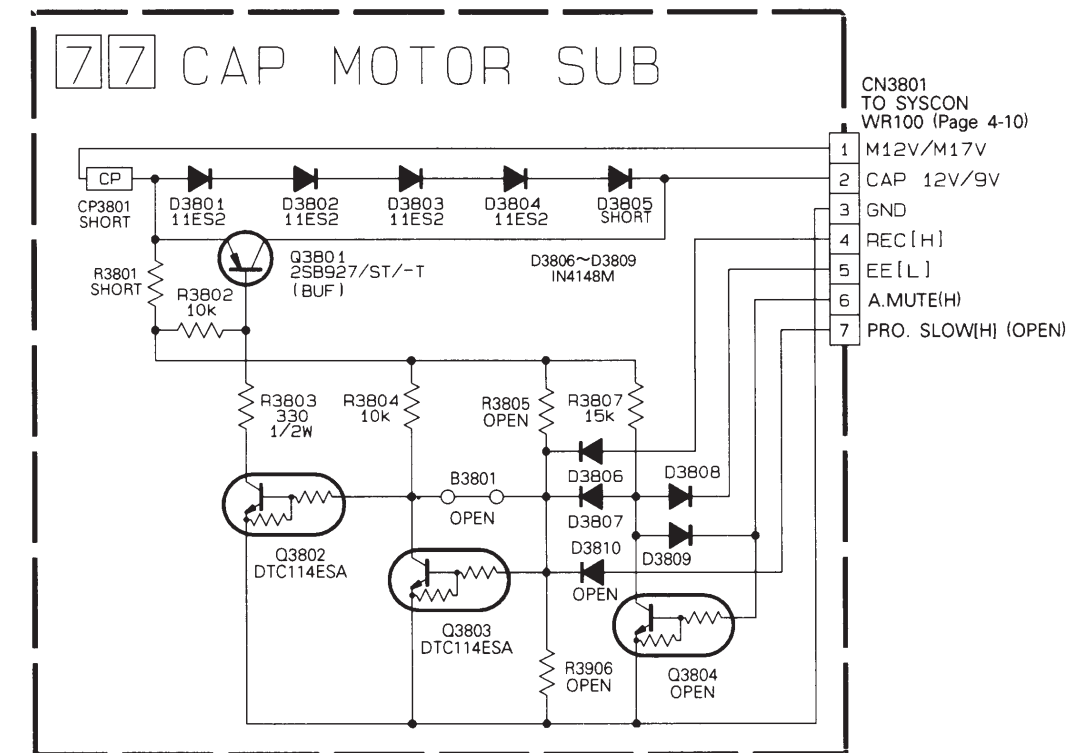 77 CAP MOTOR SUB
CN3801
TO SYSCON
WR100 (Page 4-10)
1 M12V/M17V
2 CAP 12V/9V
3 GND
4 REC[H]
5 EE[L]
6 A.MUTE(H)
7 PRO. SLOW[H] (OPEN)
CP
CP3801
SHORT
D3801
11ES2
D3802
11ES2
D3803
11ES2
D3804
11ES2
D3805
SHORT
Q3801
2SB927/ST/-T
(BUF)
D3806~D3809
IN4148M
R3801
SHORT
R3802
10k
R3803
330
1/2W
R3804
10k
R3805
OPEN
R3807
15k
B3801
OPEN
D3806
D3807
D3808
D3809
D3810
OPEN
Q3802
DTC114ESA
Q3803
DTC114ESA
R3906
OPEN
Q3804
OPEN